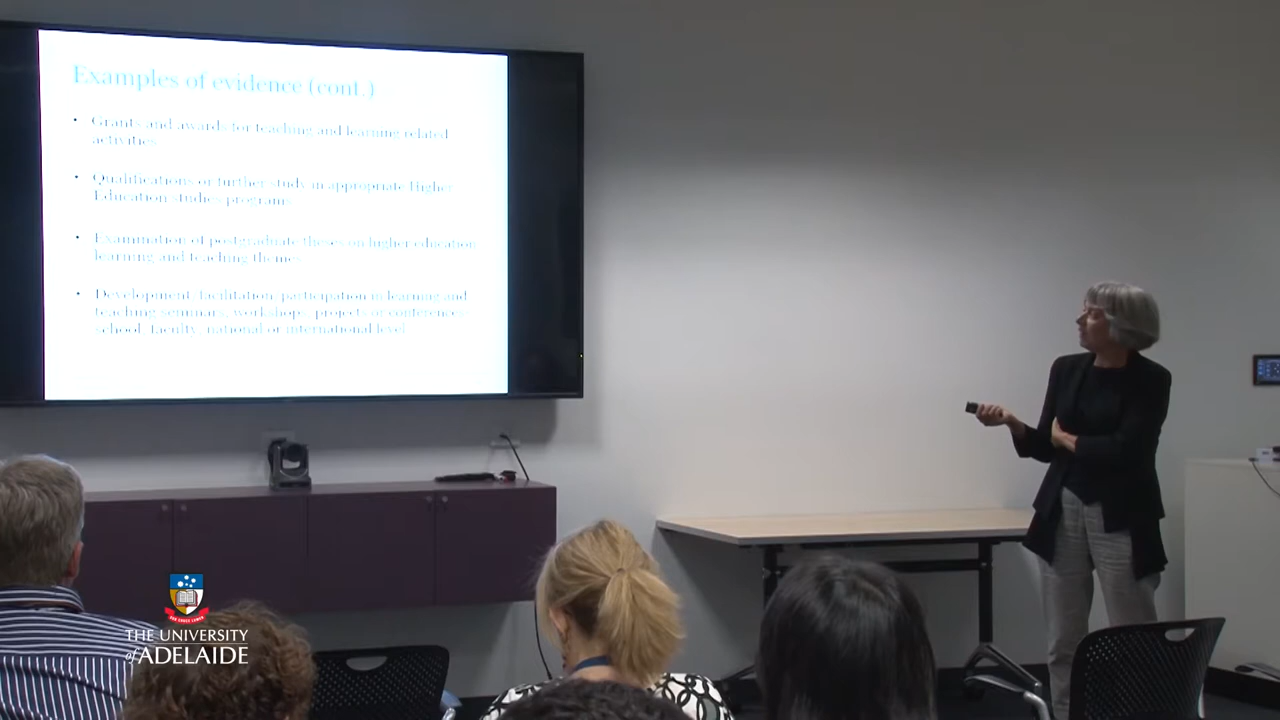 Examples of evidence (cont.)
• Grants and awards for teaching and learning related
activities
• Qualifications or further study in appropriate Higher
Education studies programs
• Examination of postgraduate theses on higher education
learning and teaching themes
• Development, facilitation, participation in learning and
teaching seminars, workshops, projects or conferences
school, faculty, national or international level
THE UNIVERSITY
of ADELAIDE